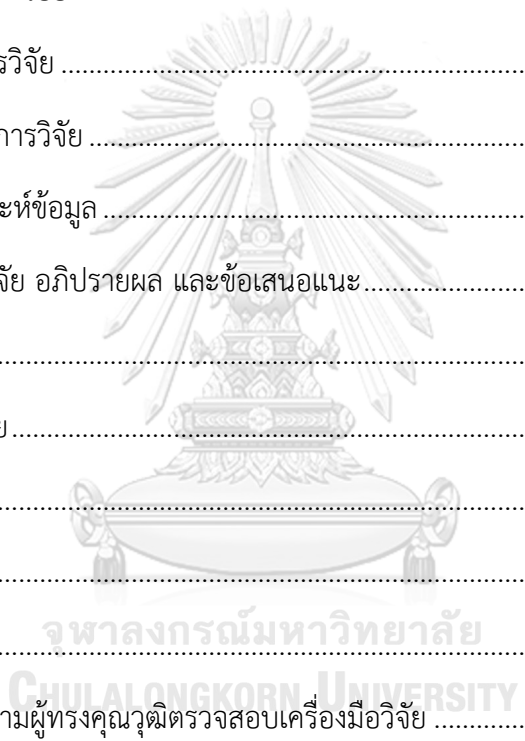 รวิจัย ........................................................
การวิจัย ........................................................
ะห์ข้อมูล ........................................................
จัย อภิปรายผล และข้อเสนอแนะ........................
........................................................
ย........................................................
........................................................
........................................................
จุฬาลงกรณ์มหาวิทยาลัย
........................................................
CHULALONGKORN UNIVERSITY
ามผู้ทรงคุณวุฒิตรวจสอบเครื่องมือวิจัย .............